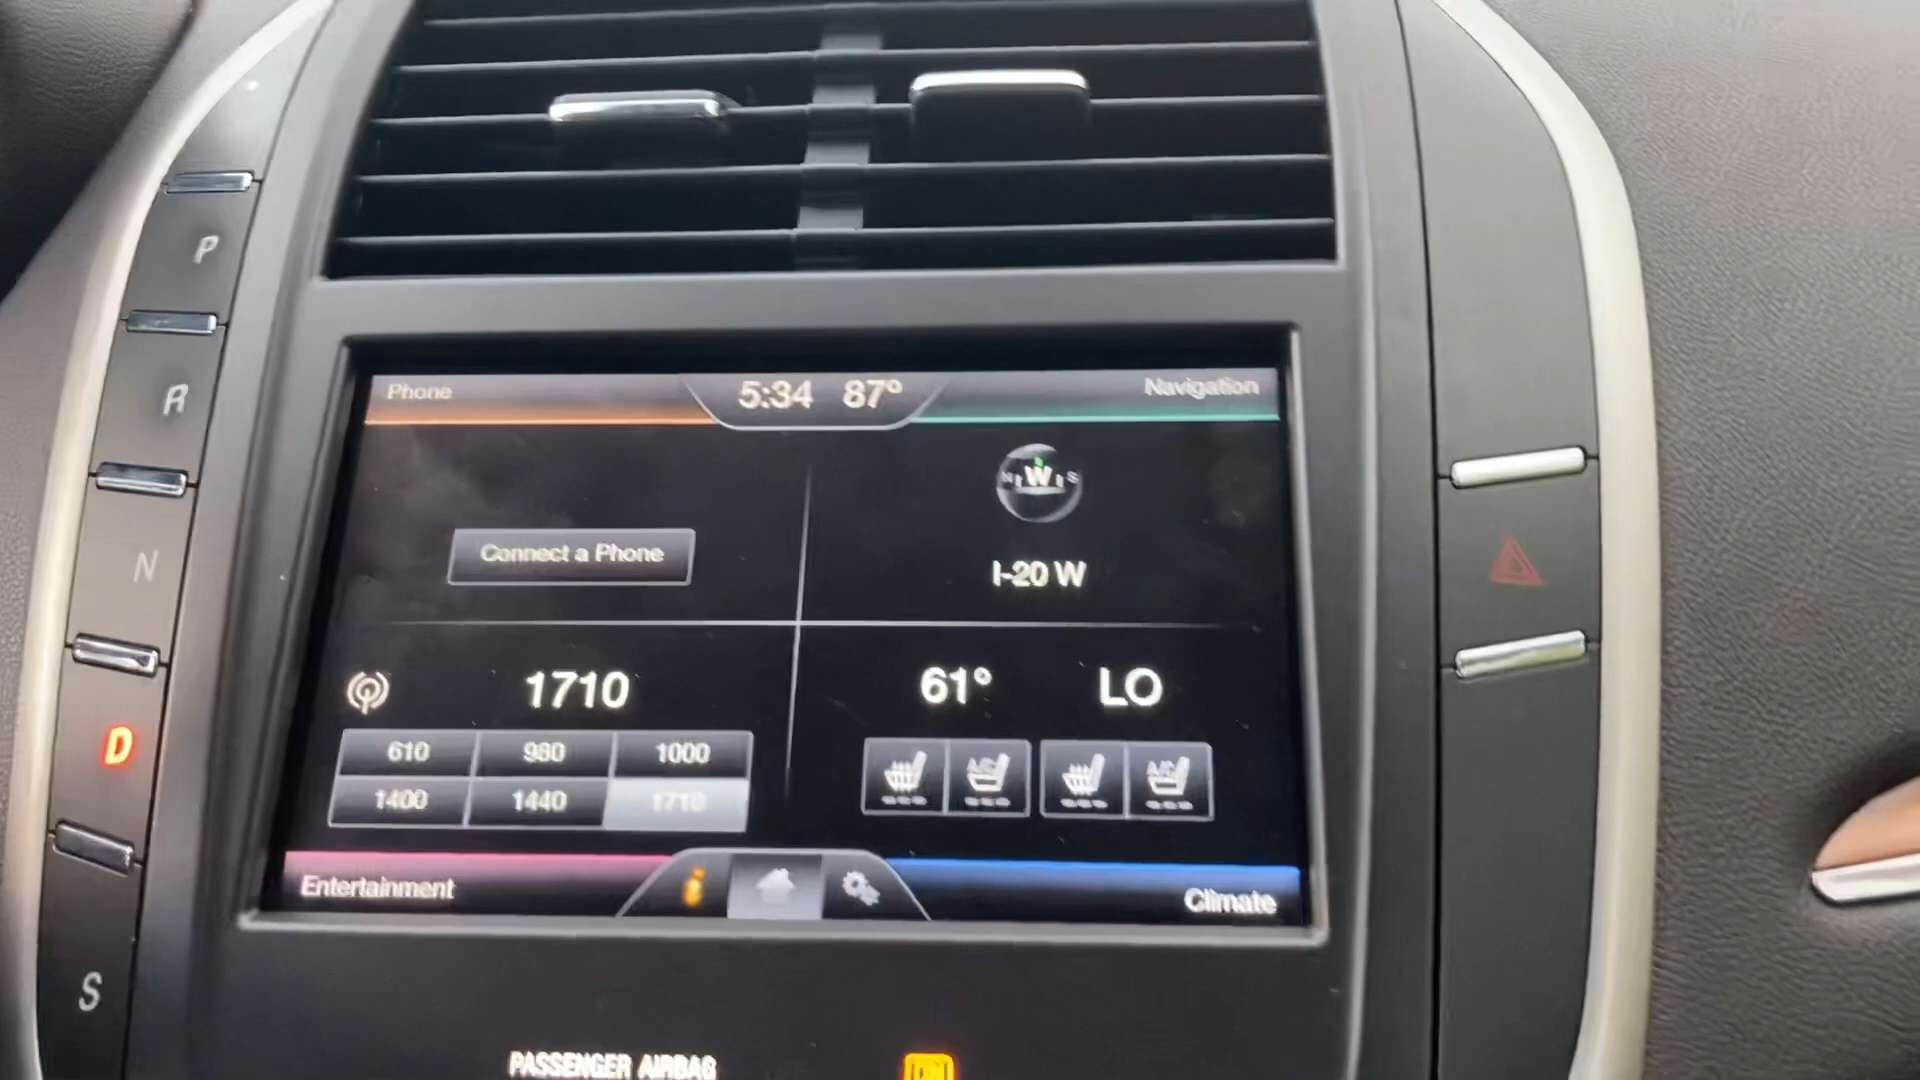 P
R
N
D
S
Phone 5:34 87° Navigation
N W S
Connect a Phone
I-20 W
1710
61° LO
610 980 1000
1400 1440 1710
A/C A/C
Entertainment i Climate
PASSENGER AIRBAG ON